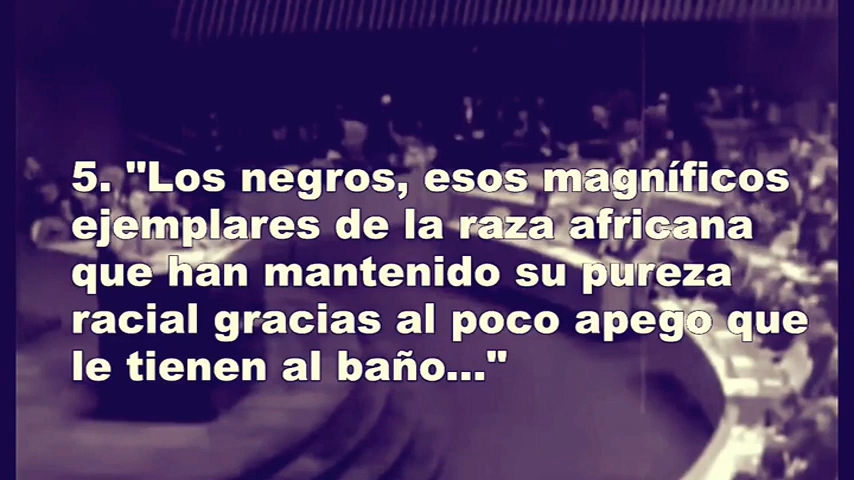 5. "Los negros, esos magníficos
ejemplares de la raza africana
que han mantenido su pureza
racial gracias al poco apego que
le tienen al baño..."